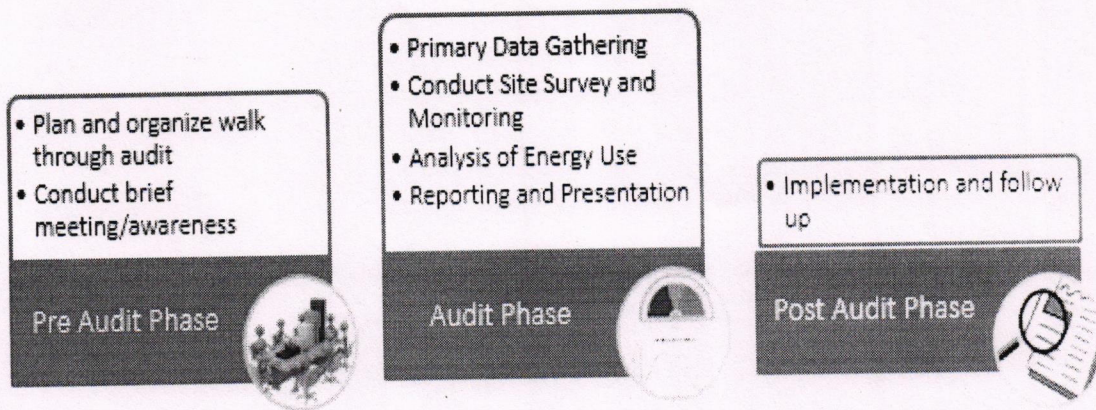 • Plan and organize walk
through audit
• Conduct brief
meeting/awareness
Pre Audit Phase
• Primary Data Gathering
• Conduct Site Survey and
Monitoring
• Analysis of Energy Use
• Reporting and Presentation
Audit Phase
• Implementation and follow
up
Post Audit Phase